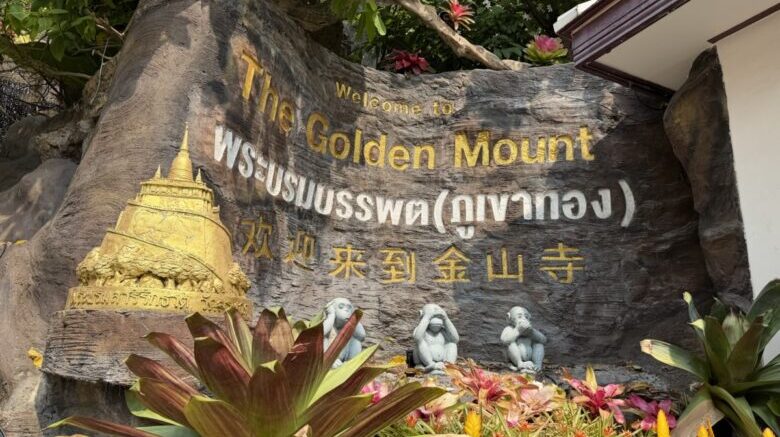 Welcome to
The Golden Mount
พระบรมบรรพต(ภูเขาทอง)
欢迎来到金山寺